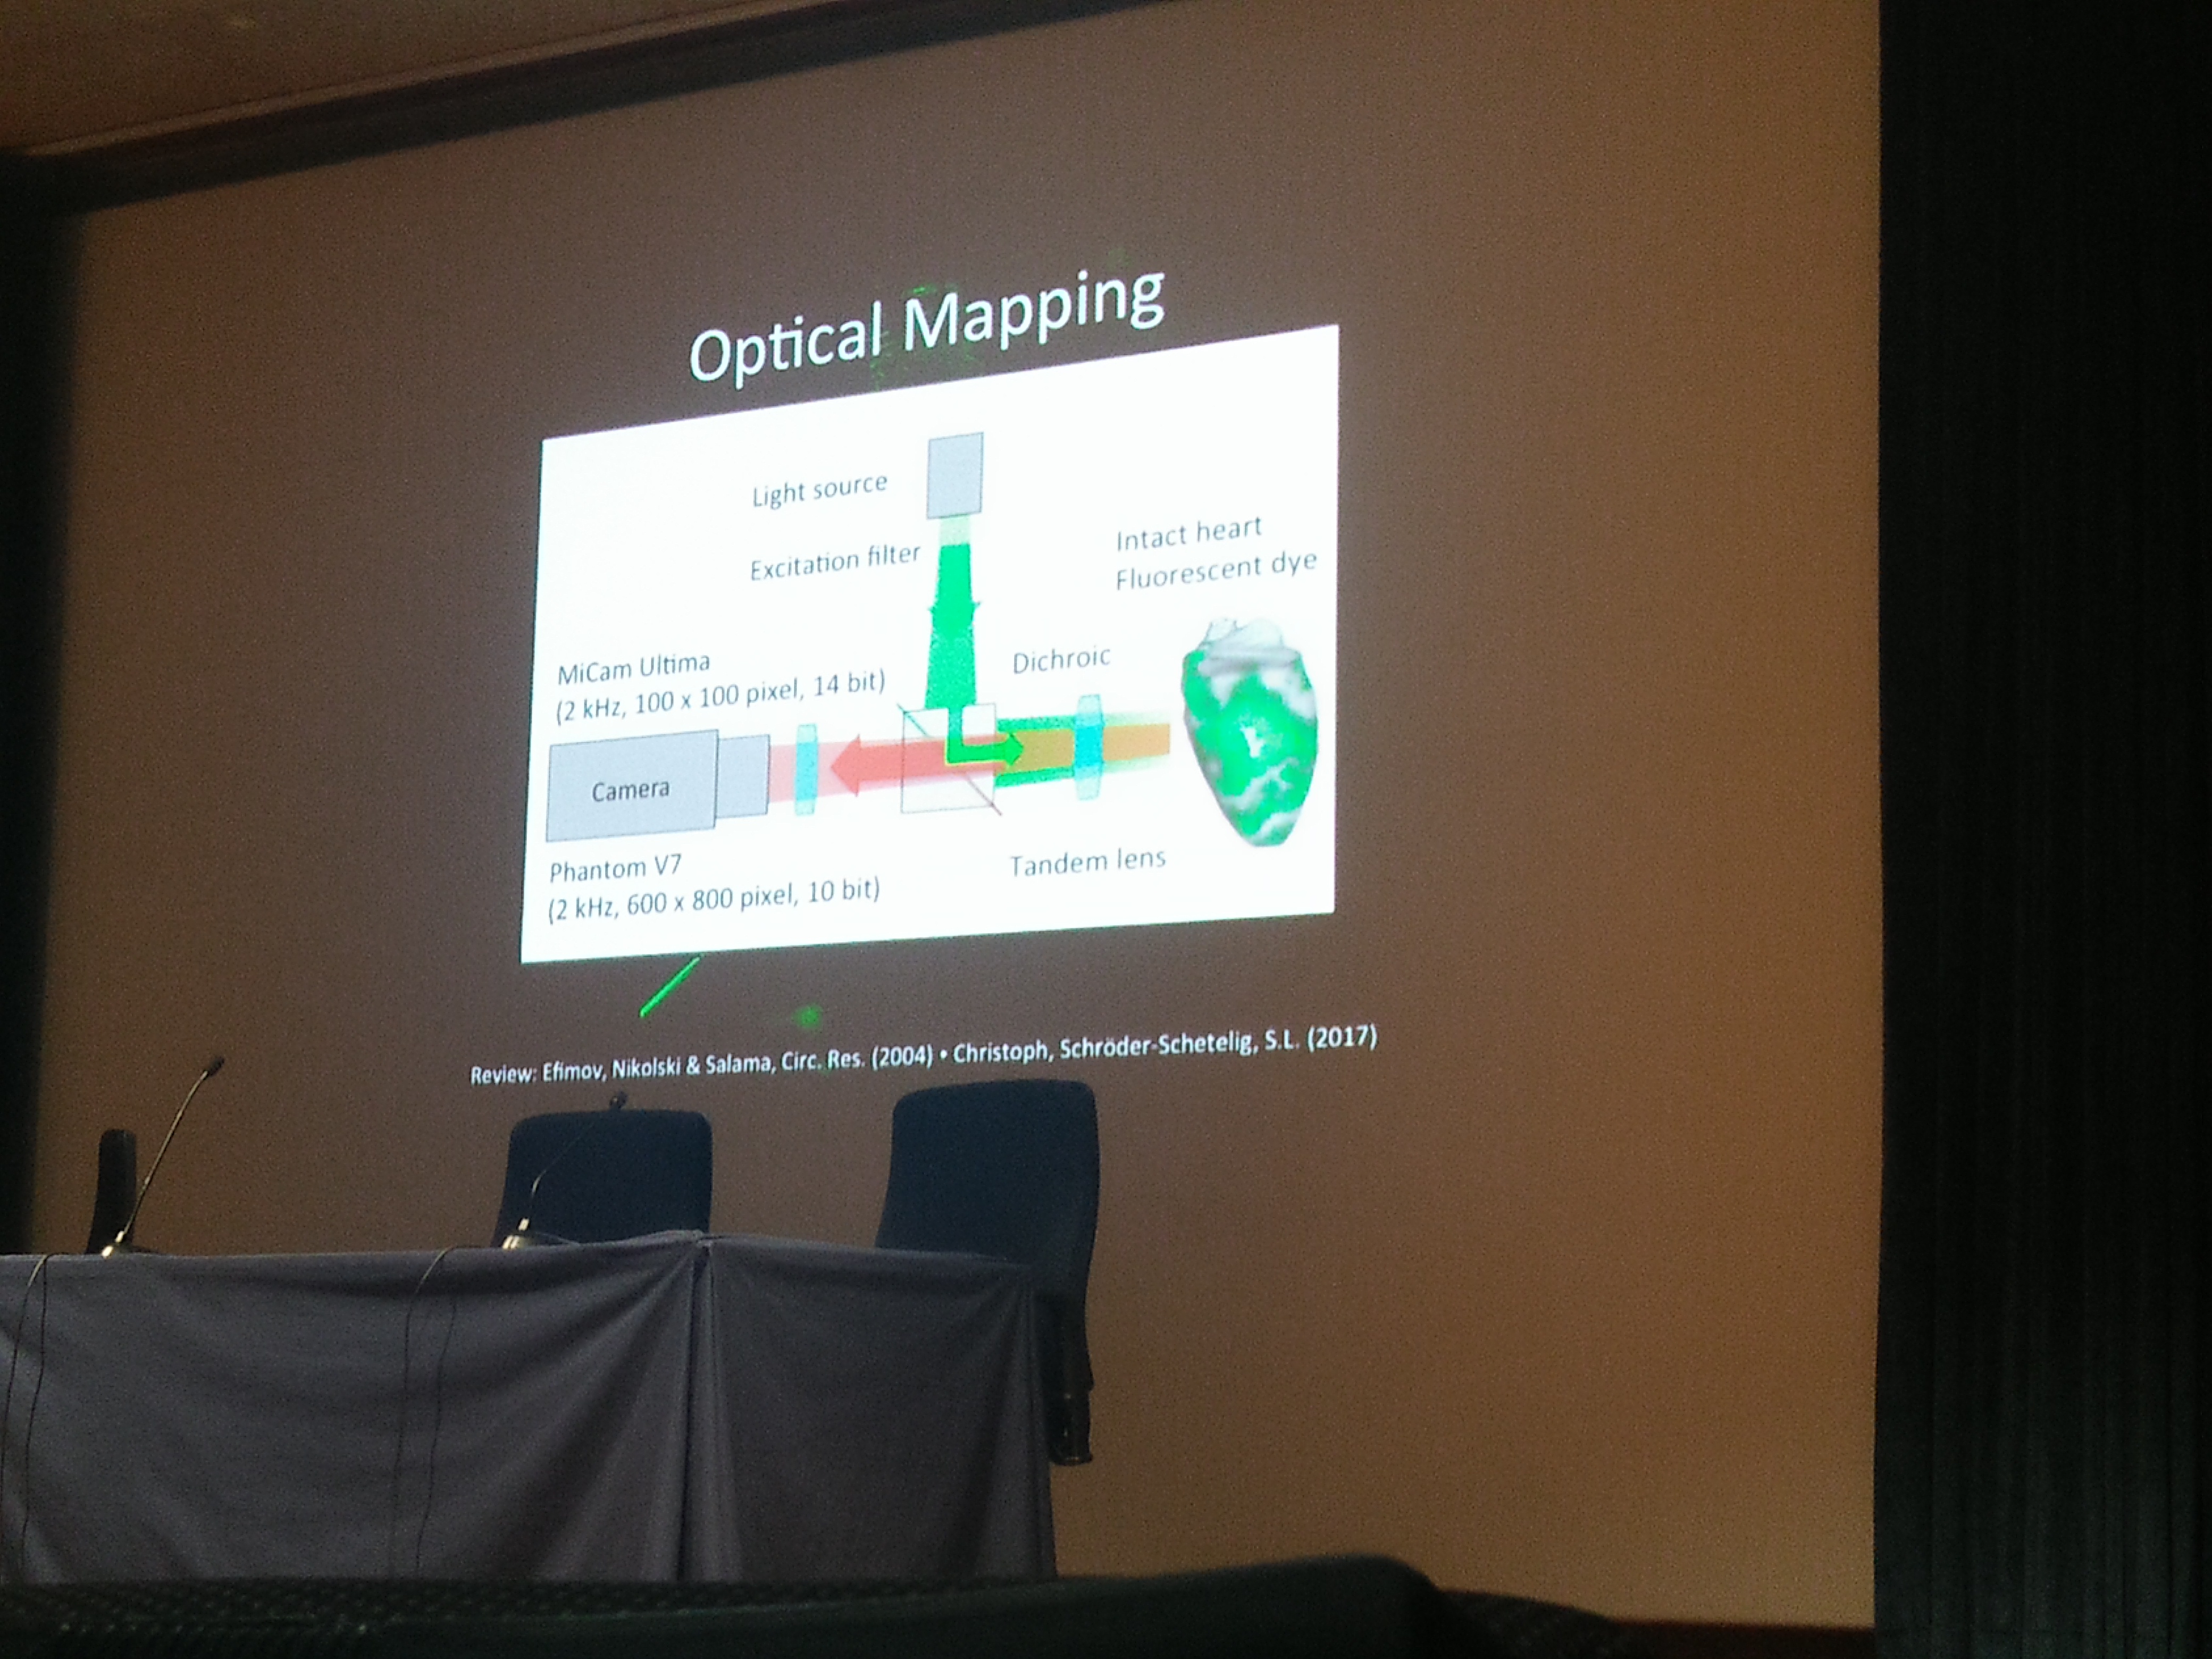 Optical Mapping
Light source
Excitation filter
Intact heart
Fluorescent dye
MiCam Ultima
(2 kHz, 100 x 100 pixel, 14 bit)
Dichroic
Camera
Phantom V7
(2 kHz, 600 x 800 pixel, 10 bit)
Tandem lens
Review: Efimov, Nikolski & Salama, Circ. Res. (2004) • Christoph, Schröder-Schetelig, S.L. (2017)